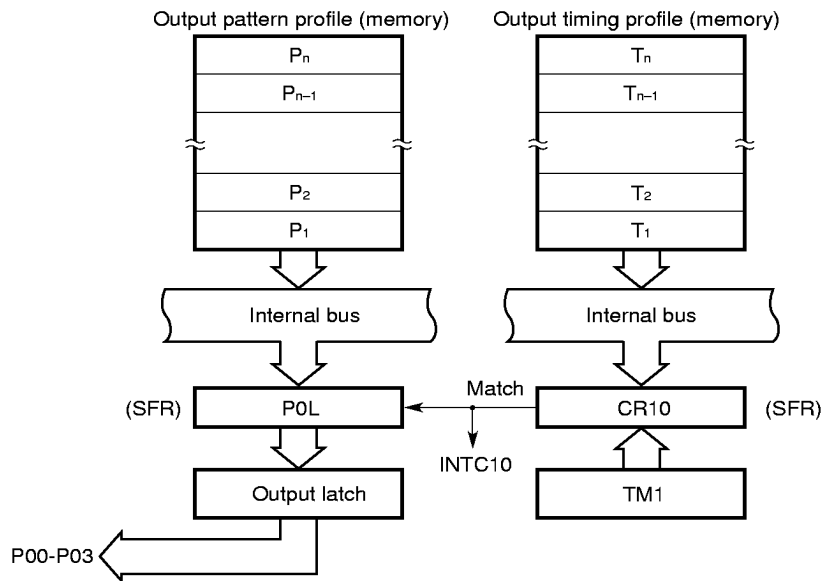 Output pattern profile (memory) Output timing profile (memory)
Pn Tn
Pn–1 Tn–1
P2 T2
P1 T1
Internal bus Internal bus
Match
(SFR) P0L CR10 (SFR)
INTC10
Output latch TM1
P00-P03